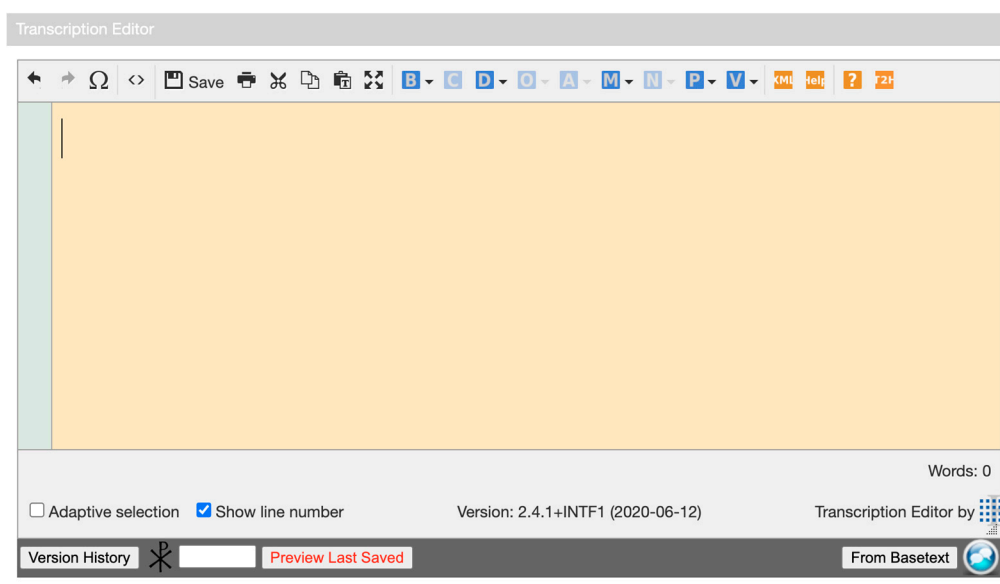 Transcription Editor
Ω <> Save B C D O A M N P V XML Help ? T2H
Words: 0
Adaptive selection Show line number Version: 2.4.1+INTF1 (2020-06-12) Transcription Editor by
Version History Preview Last Saved From Basetext